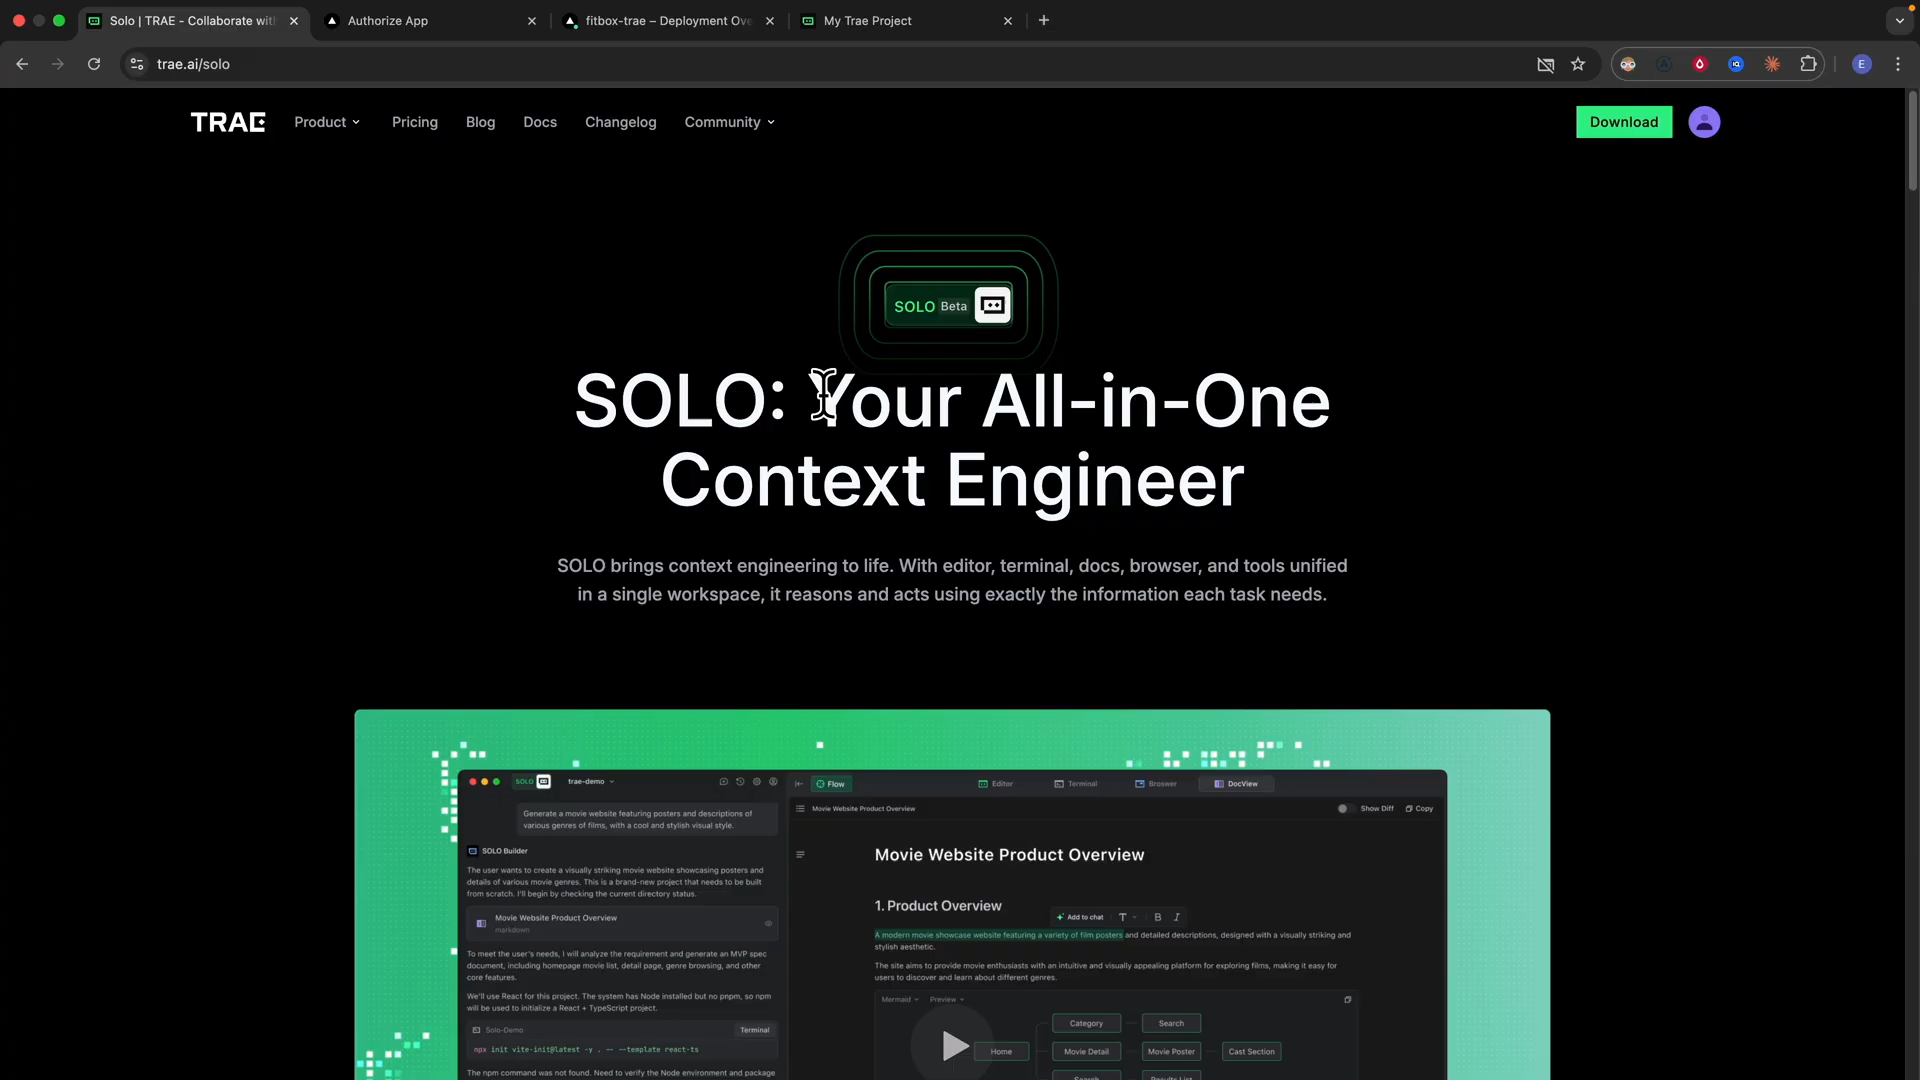 Solo | TRAE - Collaborate with
Authorize App
fitbox-trae – Deployment Ove
My Trae Project
trae.ai/solo
E
TRAE
Product
Pricing
Blog
Docs
Changelog
Community
Download
SOLO Beta
SOLO: Your All-in-One
Context Engineer
SOLO brings context engineering to life. With editor, terminal, docs, browser, and tools unified
in a single workspace, it reasons and acts using exactly the information each task needs.
SOLO
trae-demo
Flow
Editor
Terminal
Broswer
DocView
Movie Website Product Overview
Show Diff
Copy
Generate a movie website featuring posters and descriptions of
various genres of films, with a cool and stylish visual style.
SOLO Builder
The user wants to create a visually striking movie website showcasing posters and
details of various movie genres. This is a brand-new project that needs to be built
from scratch. I'll begin by checking the current directory status.
Movie Website Product Overview
markdown
To meet the user's needs, I will analyze the requirement and generate an MVP spec
document, including homepage movie list, detail page, genre browsing, and other
core features.
We'll use React for this project. The system has Node installed but no pnpm, so npm
will be used to initialize a React + TypeScript project.
Solo-Demo
Terminal
npx init vite-init@latest -y . -- --template react-ts
The npm command was not found. Need to verify the Node environment and package
Movie Website Product Overview
1. Product Overview
Add to chat
T
B
I
A modern movie showcase website featuring a variety of film posters and detailed descriptions, designed with a visually striking and
stylish aesthetic.
The site aims to provide movie enthusiasts with an intuitive and visually appealing platform for exploring films, making it easy for
users to discover and learn about different genres.
Mermaid
Preview
Category
Search
Home
Movie Detail
Movie Poster
Cast Section
Search
Results List